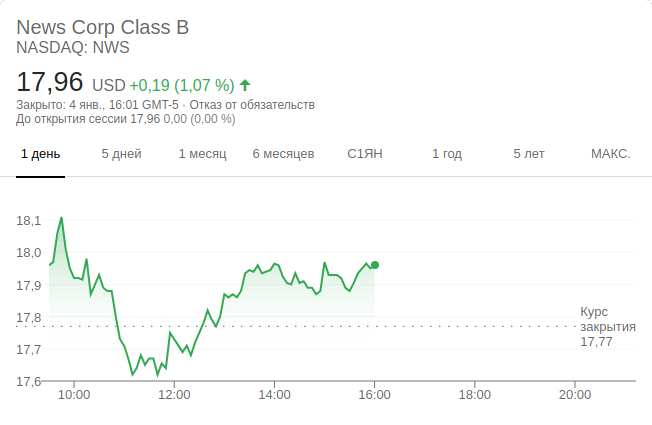 News Corp Class B
NASDAQ: NWS
17,96 USD +0,19 (1,07 %)
Закрыто: 4 янв., 16:01 GMT-5 · Отказ от обязательств
До открытия сессии 17,96 0,00 (0,00 %)
1 день 5 дней 1 месяц 6 месяцев С1ЯН 1 год 5 лет МАКС.
18,1
18,0
17,9
17,8
17,7
17,6
Курс
закрытия
17,77
10:00 12:00 14:00 16:00 18:00 20:00